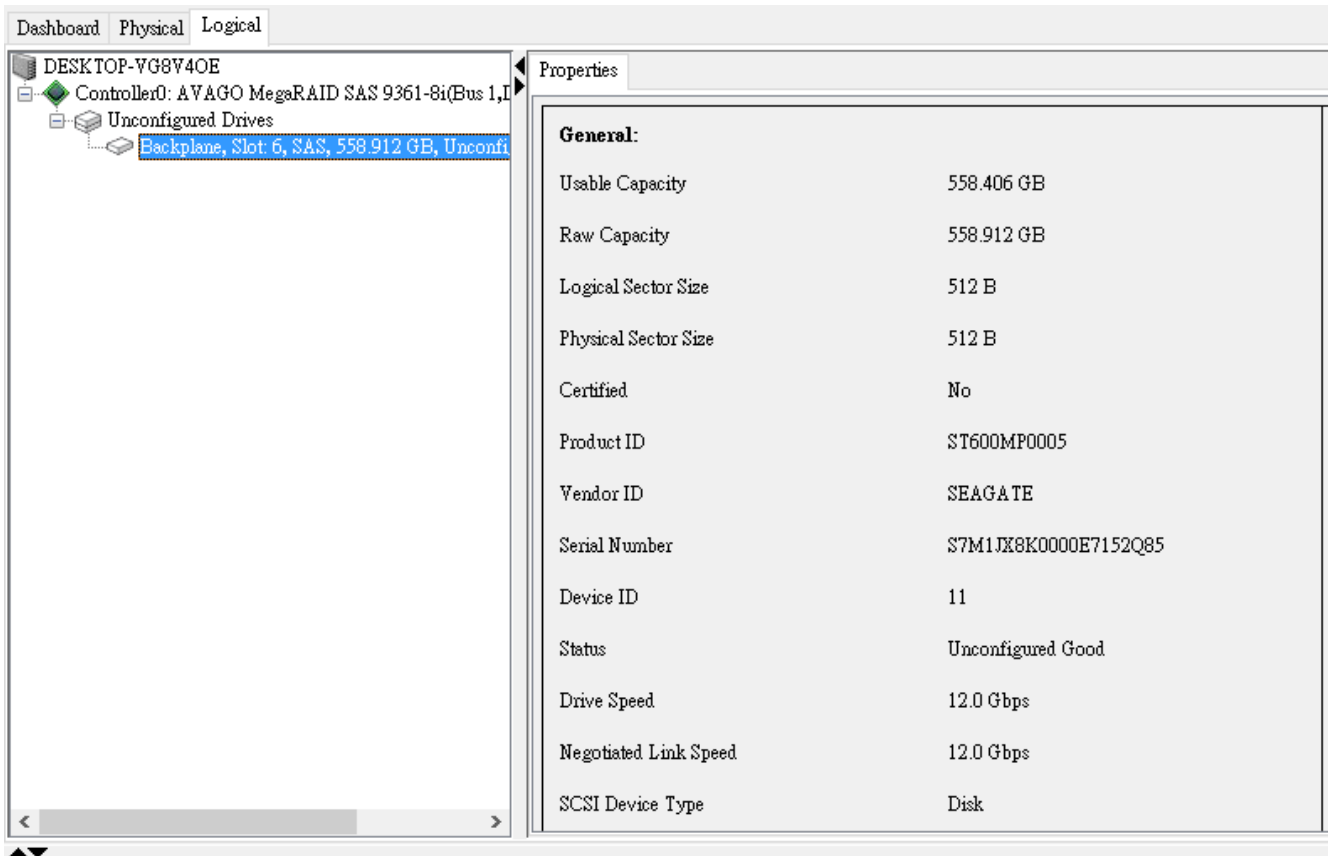 Dashboard Physical Logical
DESKTOP-VG8V4OE
Controller0: AVAGO MegaRAID SAS 9361-8i(Bus 1,
Unconfigured Drives
Backplane, Slot: 6, SAS, 558.912 GB, Unconfi
Properties
General:
Usable Capacity 558.406 GB
Raw Capacity 558.912 GB
Logical Sector Size 512 B
Physical Sector Size 512 B
Certified No
Product ID ST600MP0005
Vendor ID SEAGATE
Serial Number S7M1JX8K0000E7152Q85
Device ID 11
Status Unconfigured Good
Drive Speed 12.0 Gbps
Negotiated Link Speed 12.0 Gbps
SCSI Device Type Disk